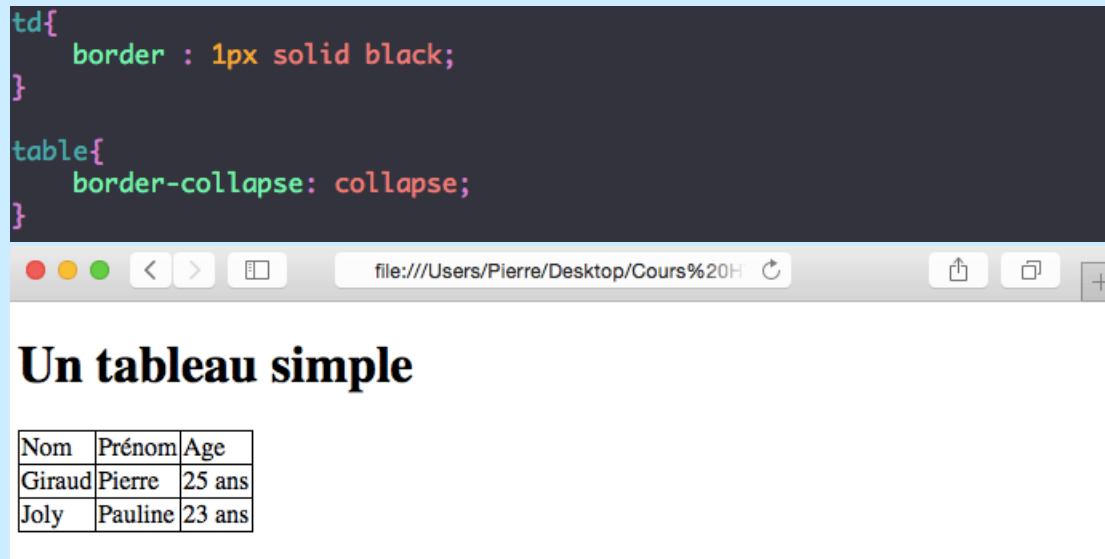 td{
border : 1px solid black;
}
table{
border-collapse: collapse;
}
file:///Users/Pierre/Desktop/Cours%20H
Un tableau simple
Nom Prénom Age
Giraud Pierre 25 ans
Joly Pauline 23 ans